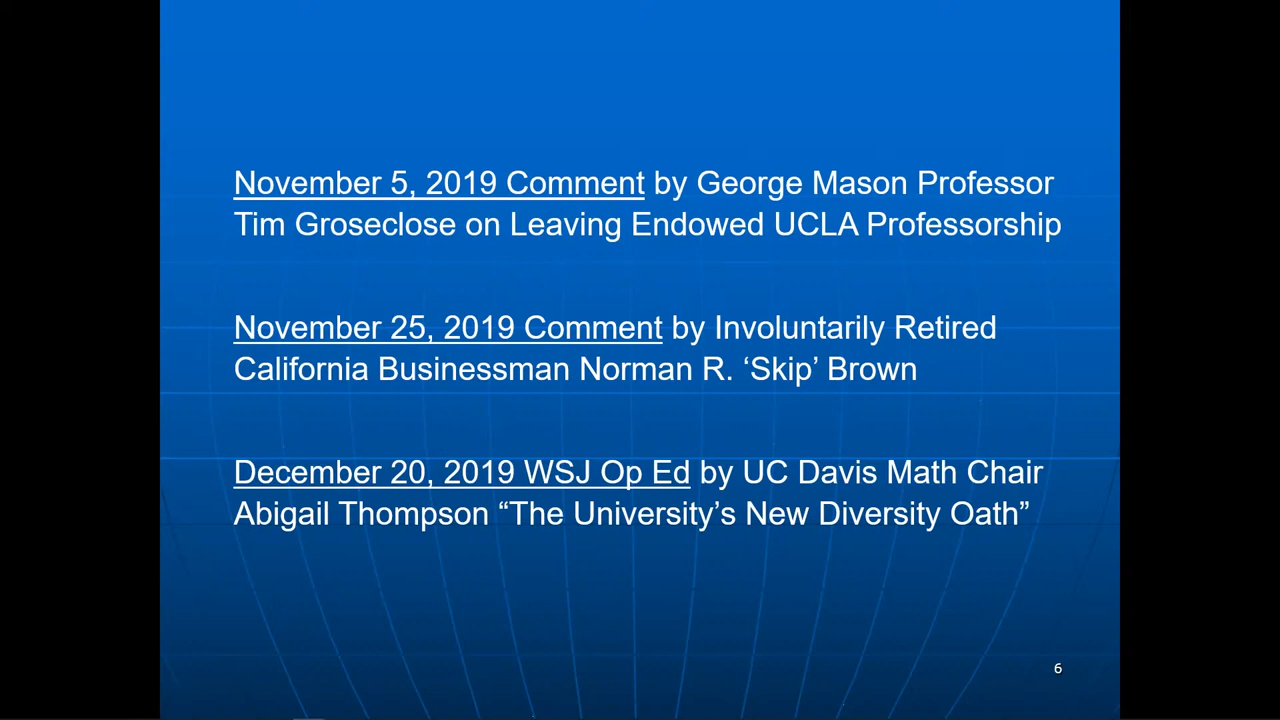 November 5, 2019 Comment by George Mason Professor
Tim Groseclose on Leaving Endowed UCLA Professorship
November 25, 2019 Comment by Involuntarily Retired
California Businessman Norman R. ‘Skip’ Brown
December 20, 2019 WSJ Op Ed by UC Davis Math Chair
Abigail Thompson “The University’s New Diversity Oath”
6